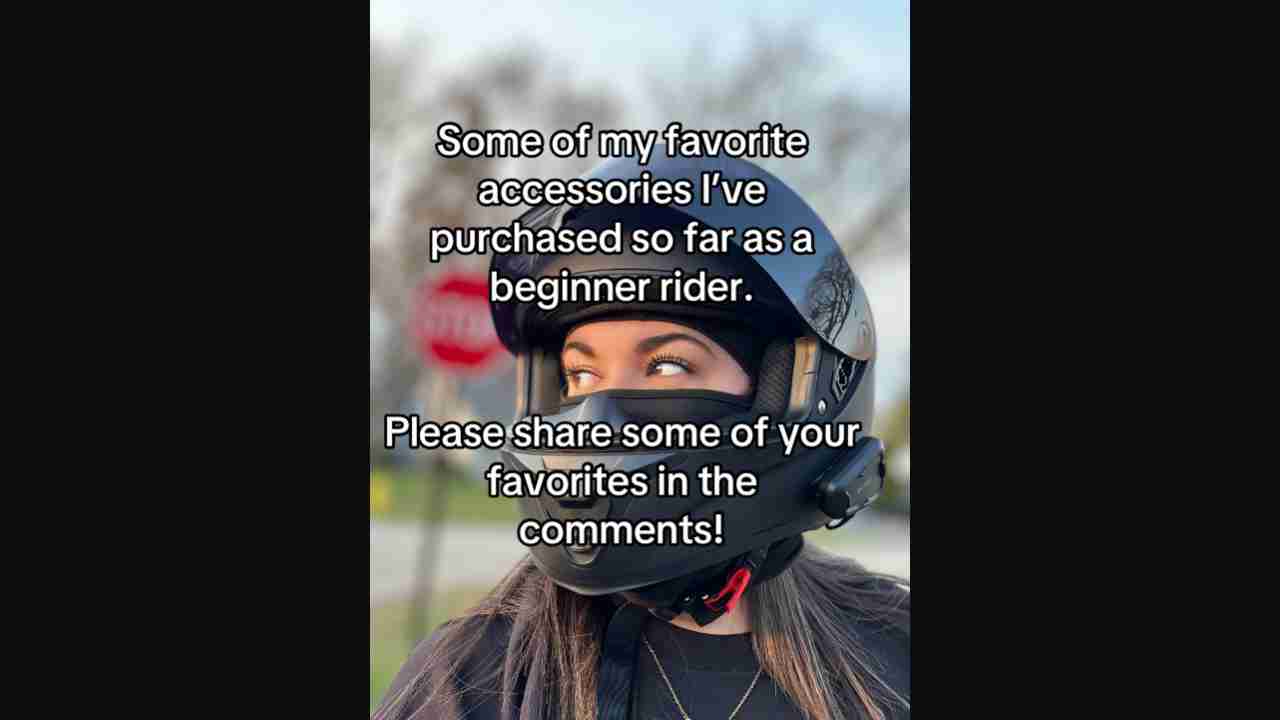 Some of my favorite
accessories I’ve
purchased so far as a
beginner rider.
STOP
Please share some of your
favorites in the
comments!